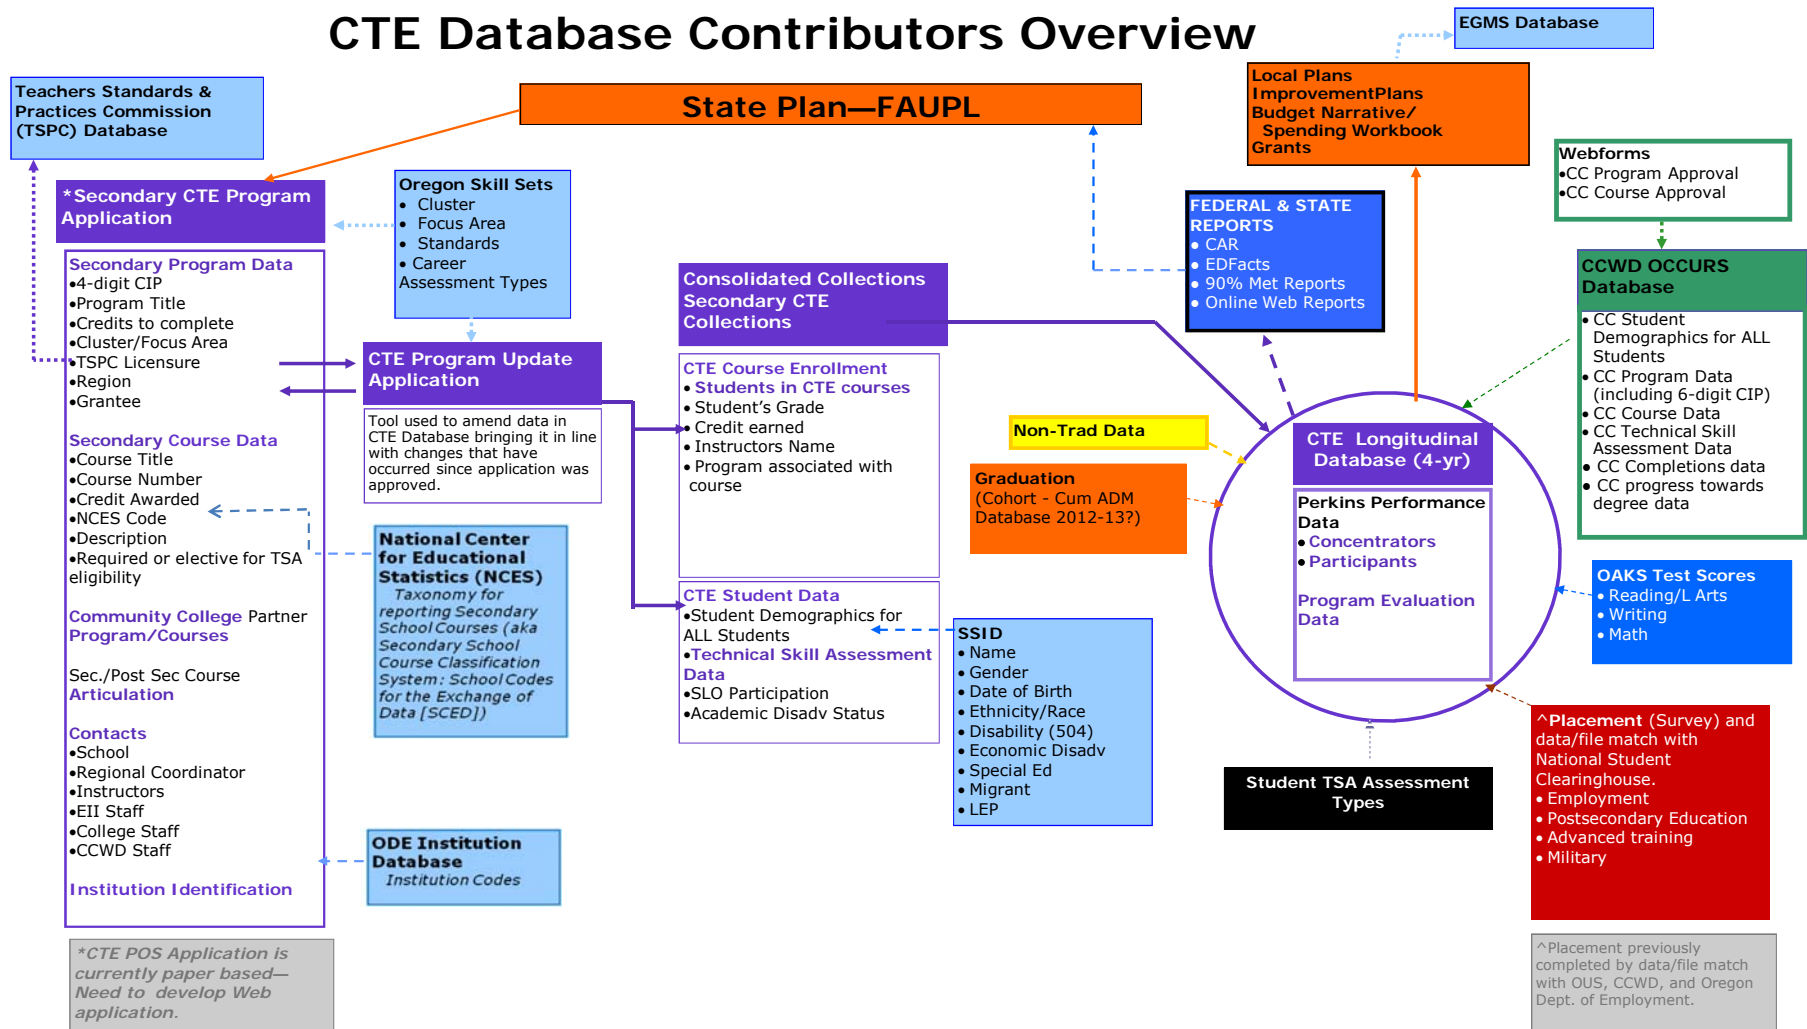 CTE Database Contributors Overview
EGMS Database
Teachers Standards &
Practices Commission
(TSPC) Database
State Plan—FAUPL
Local Plans
ImprovementPlans
Budget Narrative/
Spending Workbook
Grants
Webforms
•CC Program Approval
•CC Course Approval
*Secondary CTE Program
Application
Oregon Skill Sets
• Cluster
• Focus Area
• Standards
• Career
Assessment Types
FEDERAL & STATE
REPORTS
• CAR
• EDFacts
• 90% Met Reports
• Online Web Reports
CCWD OCCURS
Database
• CC Student
Demographics for ALL
Students
• CC Program Data
(including 6-digit CIP)
• CC Course Data
• CC Technical Skill
Assessment Data
• CC Completions data
• CC progress towards
degree data
Secondary Program Data
•4-digit CIP
•Program Title
•Credits to complete
•Cluster/Focus Area
•TSPC Licensure
•Region
•Grantee
Secondary Course Data
•Course Title
•Course Number
•Credit Awarded
•NCES Code
•Description
•Required or elective for TSA
eligibility
Community College Partner
Program/Courses
Sec./Post Sec Course
Articulation
Contacts
•School
•Regional Coordinator
•Instructors
•EII Staff
•College Staff
•CCWD Staff
Institution Identification
*CTE POS Application is
currently paper based—
Need to develop Web
application.
CTE Program Update
Application
Tool used to amend data in
CTE Database bringing it in line
with changes that have
occurred since application was
approved.
National Center
for Educational
Statistics (NCES)
Taxonomy for
reporting Secondary
School Courses (aka
Secondary School
Course Classification
System: School Codes
for the Exchange of
Data [SCED])
ODE Institution
Database
Institution Codes
Consolidated Collections
Secondary CTE
Collections
CTE Course Enrollment
• Students in CTE courses
• Student's Grade
• Credit earned
• Instructors Name
• Program associated with
course
CTE Student Data
•Student Demographics for
ALL Students
•Technical Skill Assessment
Data
•SLO Participation
•Academic Disadv Status
SSID
• Name
• Gender
• Date of Birth
• Ethnicity/Race
• Disability (504)
• Economic Disadv
• Special Ed
• Migrant
• LEP
Non-Trad Data
Graduation
(Cohort - Cum ADM
Database 2012-13?)
CTE Longitudinal
Database (4-yr)
Perkins Performance
Data
• Concentrators
• Participants
Program Evaluation
Data
Student TSA Assessment
Types
OAKS Test Scores
• Reading/L Arts
• Writing
• Math
^Placement (Survey) and
data/file match with
National Student
Clearinghouse.
• Employment
• Postsecondary Education
• Advanced training
• Military
^Placement previously
completed by data/file match
with OUS, CCWD, and Oregon
Dept. of Employment.